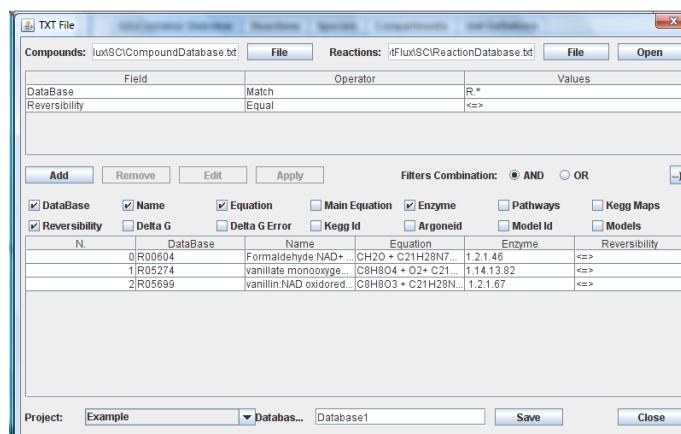 TXT File
Compounds: lux\SC\CompoundDatabase.txt File Reactions: tFlux\SC\ReactionDatabase.txt File Open
Field Operator Values
DataBase Match R.*
Reversibility Equal <=>
Add Remove Edit Apply Filters Combination: AND OR ...
DataBase Name Equation Main Equation Enzyme Pathways Kegg Maps
Reversibility Delta G Delta G Error Kegg Id Argoneid Model Id Models
N. DataBase Name Equation Enzyme Reversibility
0 R00604 Formaldehyde:NAD+ ... CH2O + C21H28N7... 1.2.1.46 <=>
1 R05274 vanillate monooxyge... C8H8O4 + O2+ C21... 1.14.13.82 <=>
2 R05699 vanillin:NAD oxidored... C8H8O3 + C21H28N... 1.2.1.67 <=>
Project: Example Databas... Database1 Save Close